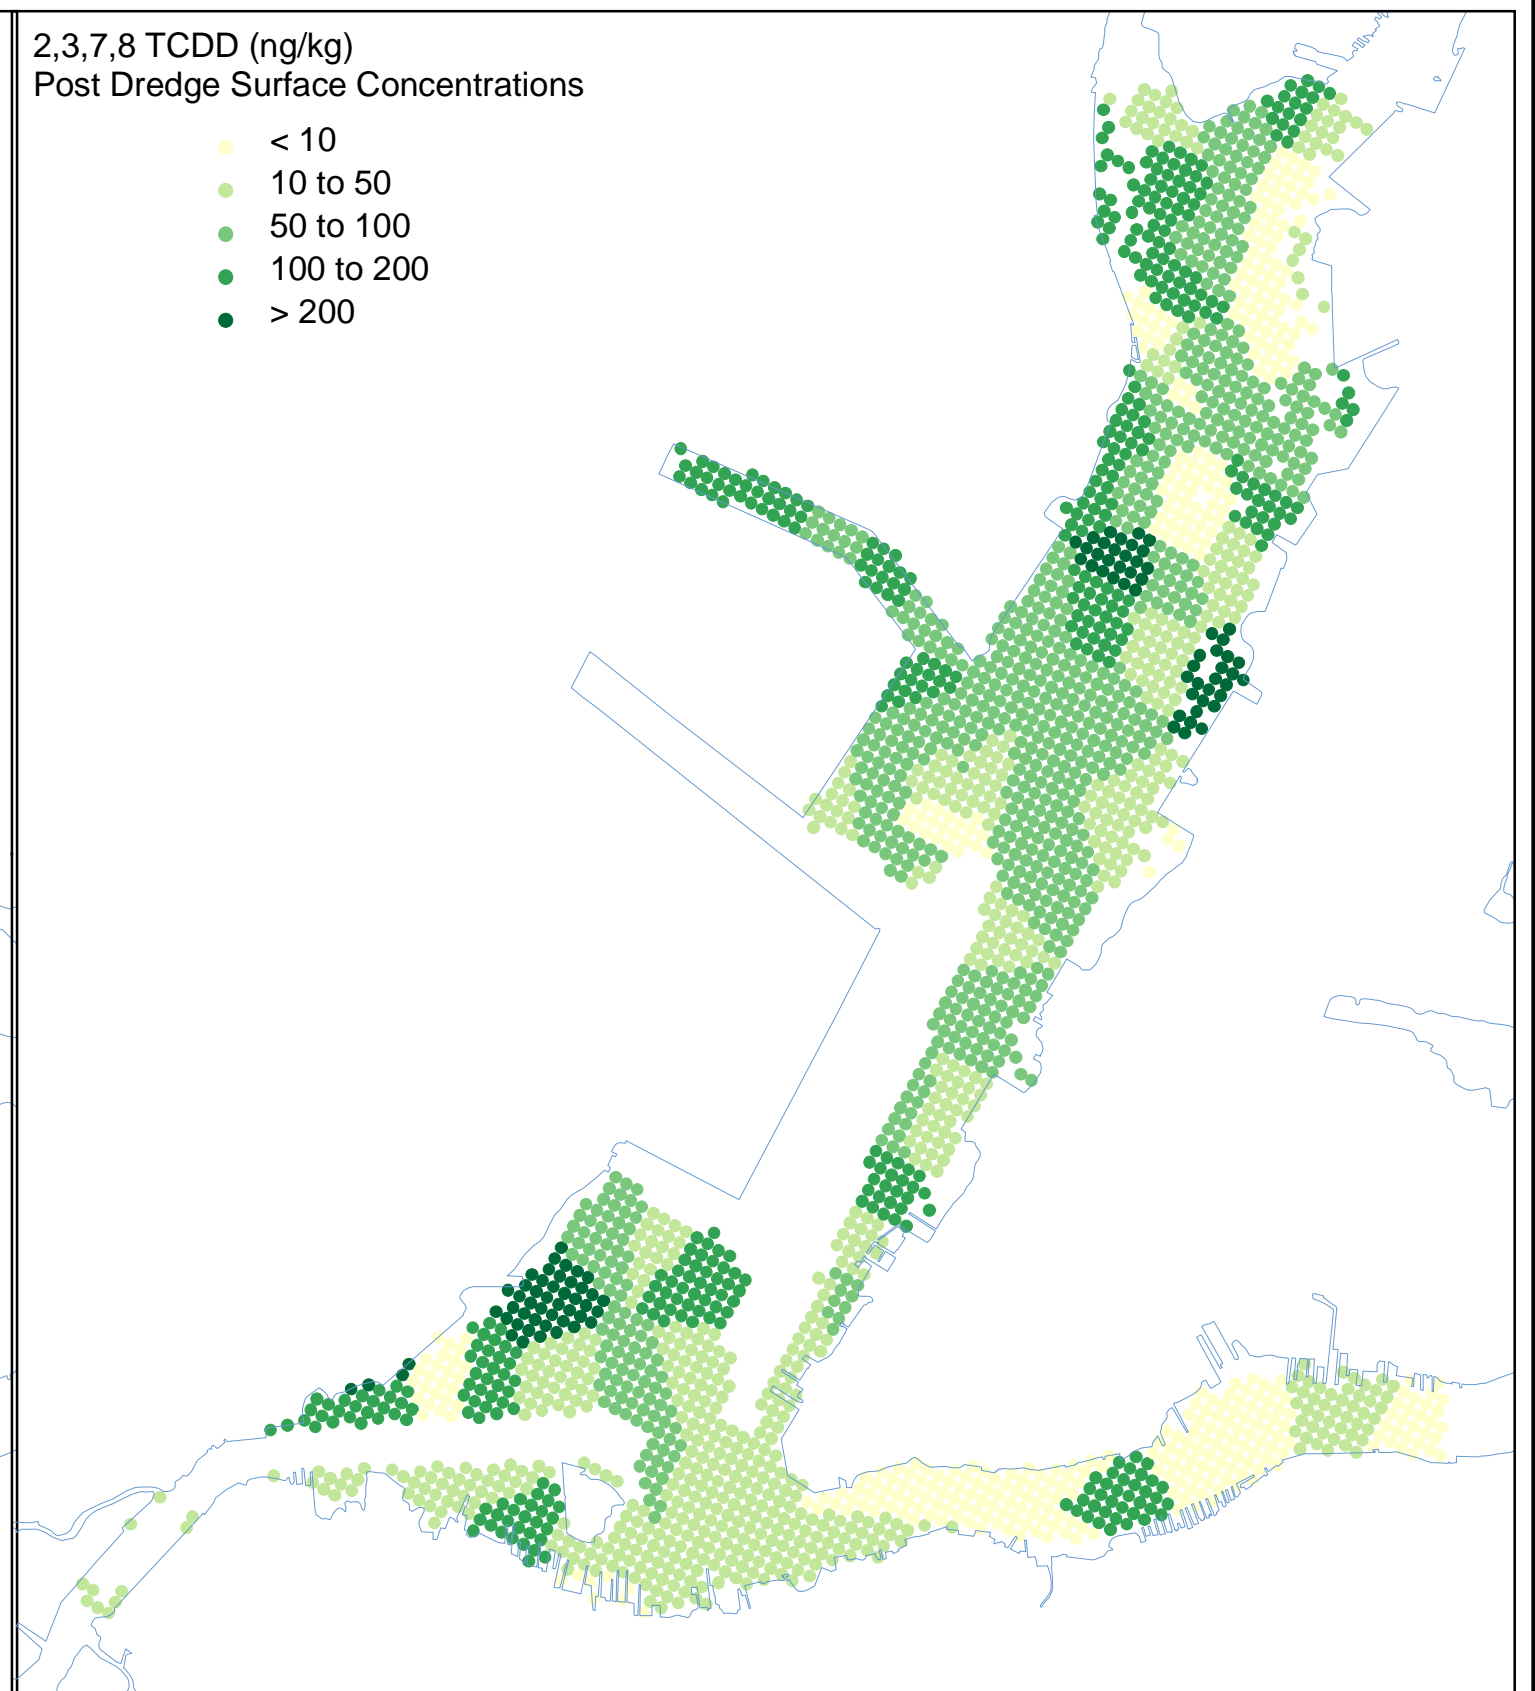 2,3,7,8 TCDD (ng/kg)
Post Dredge Surface Concentrations
< 10
10 to 50
50 to 100
100 to 200
> 200